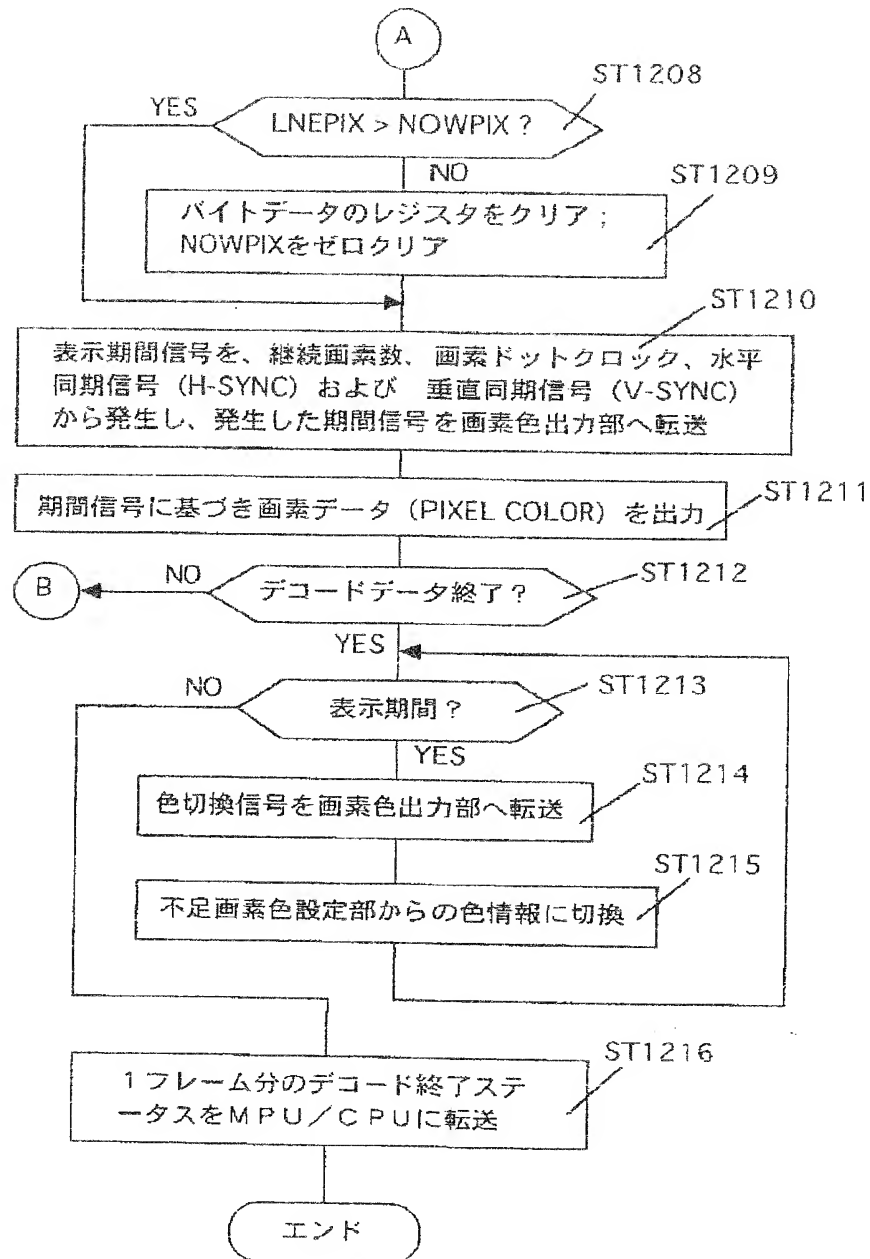 A
ST1208
YES
LNEPIX > NOWPIX ?
NO
ST1209
バイトデータのレジスタをクリア ;
NOWPIXをゼロクリア
ST1210
表示期間信号を、継続画素数、画素ドットクロック、水平
同期信号 (H-SYNC) および 垂直同期信号 (V-SYNC)
から発生し、発生した期間信号を画素色出力部へ転送
ST1211
期間信号に基づき画素データ (PIXEL COLOR) を出力
ST1212
B
NO
デコードデータ終了?
YES
NO
ST1213
表示期間?
YES
ST1214
色切換信号を画素色出力部へ転送
ST1215
不足画素色設定部からの色情報に切換
ST1216
1フレーム分のデコード終了ステ
ータスをMPU/CPUに転送
エンド